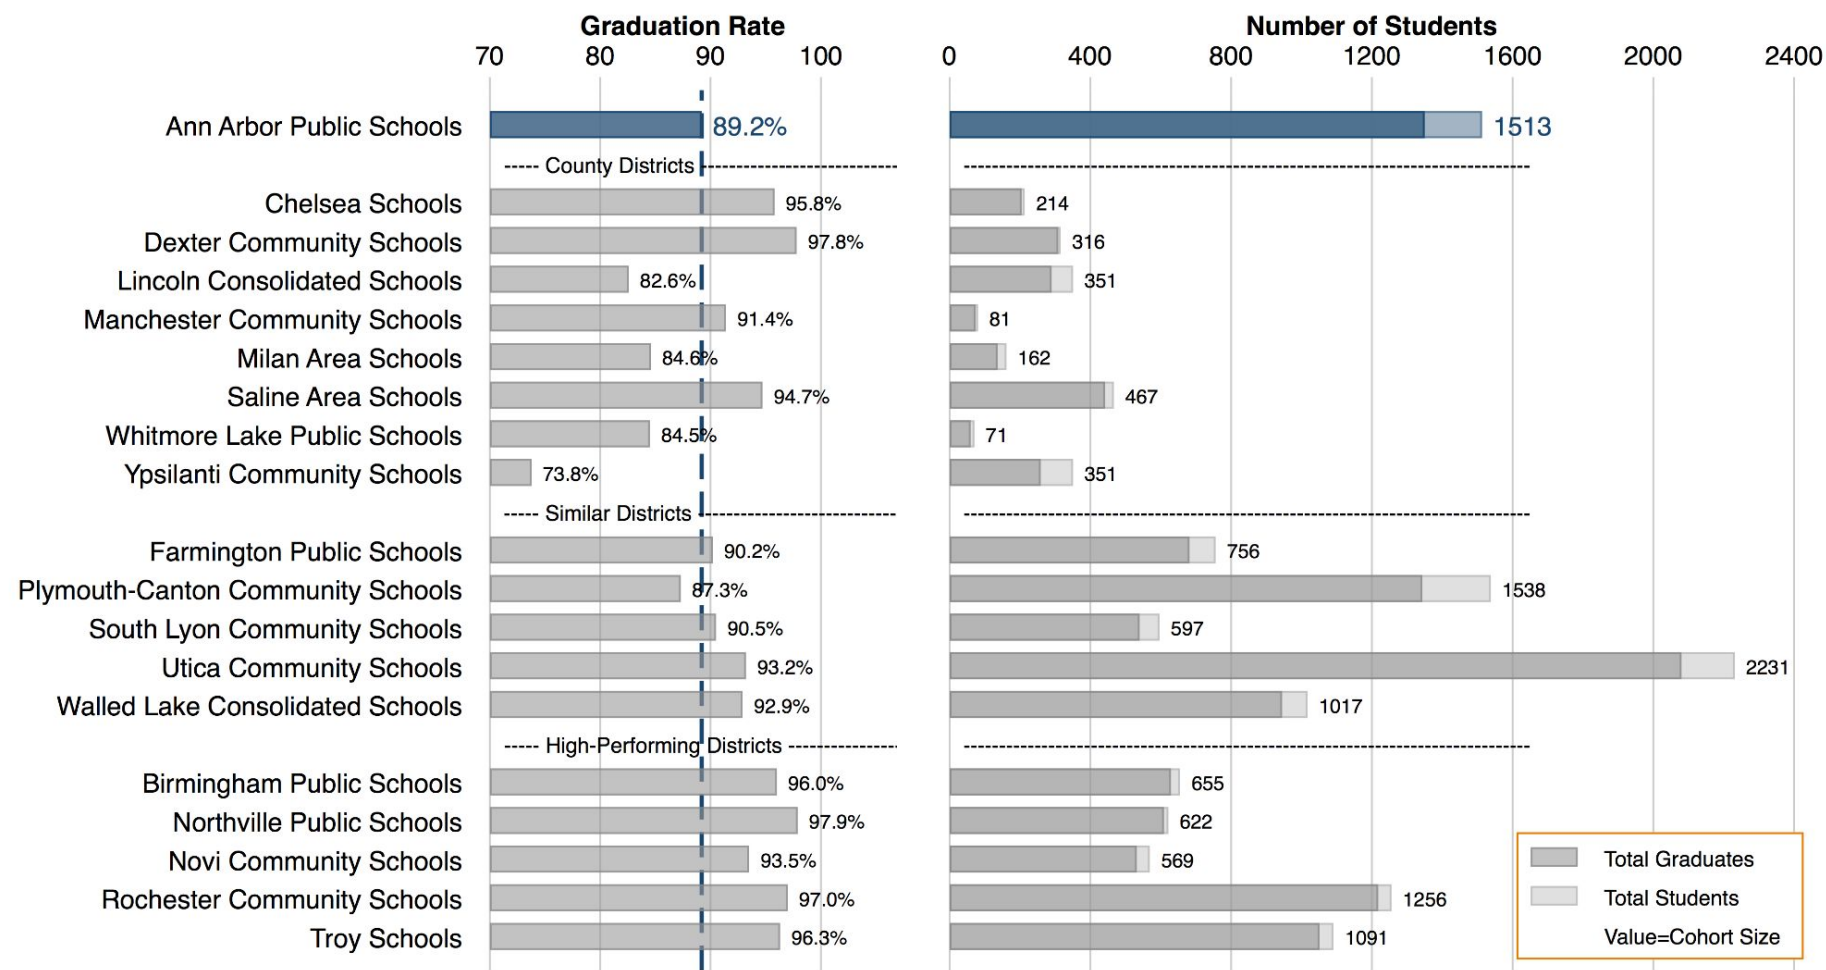 Graduation Rate Number of Students
70 80 90 100 0 400 800 1200 1600 2000 2400
Ann Arbor Public Schools 89.2% 1513
County Districts
Chelsea Schools 95.8% 214
Dexter Community Schools 97.8% 316
Lincoln Consolidated Schools 82.6% 351
Manchester Community Schools 91.4% 81
Milan Area Schools 84.6% 162
Saline Area Schools 94.7% 467
Whitmore Lake Public Schools 84.5% 71
Ypsilanti Community Schools 73.8% 351
Similar Districts
Farmington Public Schools 90.2% 756
Plymouth-Canton Community Schools 87.3% 1538
South Lyon Community Schools 90.5% 597
Utica Community Schools 93.2% 2231
Walled Lake Consolidated Schools 92.9% 1017
High-Performing Districts
Birmingham Public Schools 96.0% 655
Northville Public Schools 97.9% 622
Novi Community Schools 93.5% 569
Rochester Community Schools 97.0% 1256
Troy Schools 96.3% 1091
Total Graduates
Total Students
Value=Cohort Size